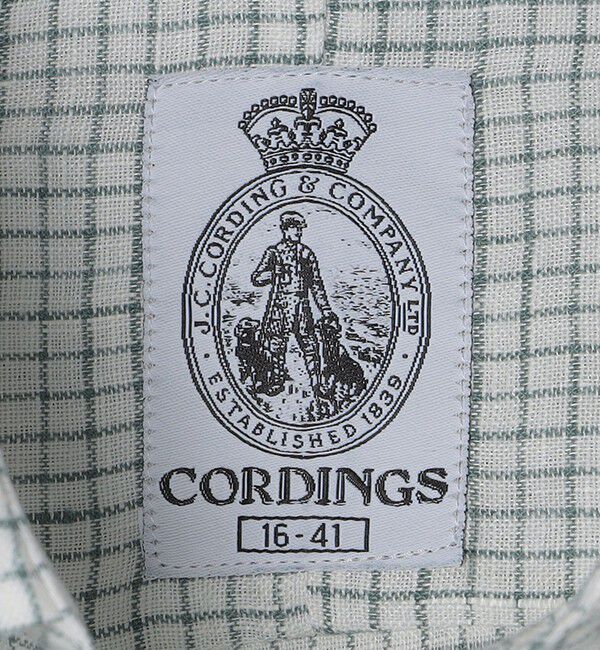 J.C. CORDING & COMPANY LTD
· ESTABLISHED 1839 ·
CORDINGS
16-41